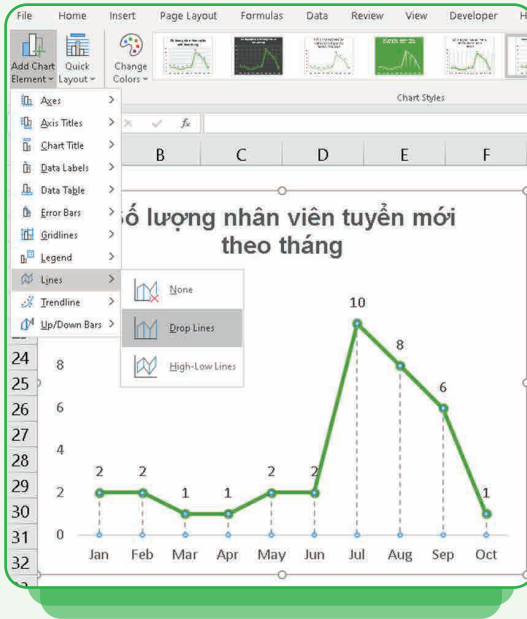 File Home Insert Page Layout Formulas Data Review View Developer
Add Chart Element
Quick Layout
Change Colors
Chart Styles
Axes
Axis Titles
Chart Title
Data Labels
Data Table
Error Bars
Gridlines
Legend
Lines
Trendline
Up/Down Bars
None
Drop Lines
High-Low Lines
fx
B C D E F
ố lượng nhân viên tuyển mới
theo tháng
24
25
26
27
28
29
30
31
32
8
6
4
2
0
2 2 1 1 2 2 10 8 6 1
Jan Feb Mar Apr May Jun Jul Aug Sep Oct